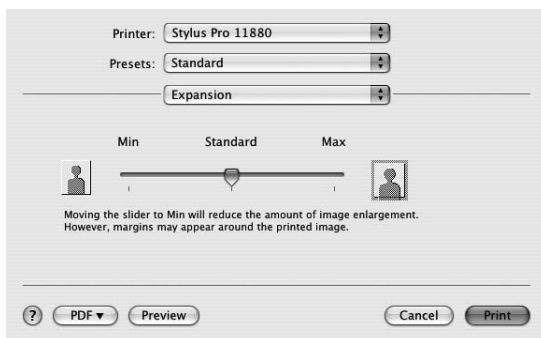 Printer: Stylus Pro 11880
Presets: Standard
Expansion
Min Standard Max
Moving the slider to Min will reduce the amount of image enlargement.
However, margins may appear around the printed image.
? PDF ▼ Preview Cancel Print